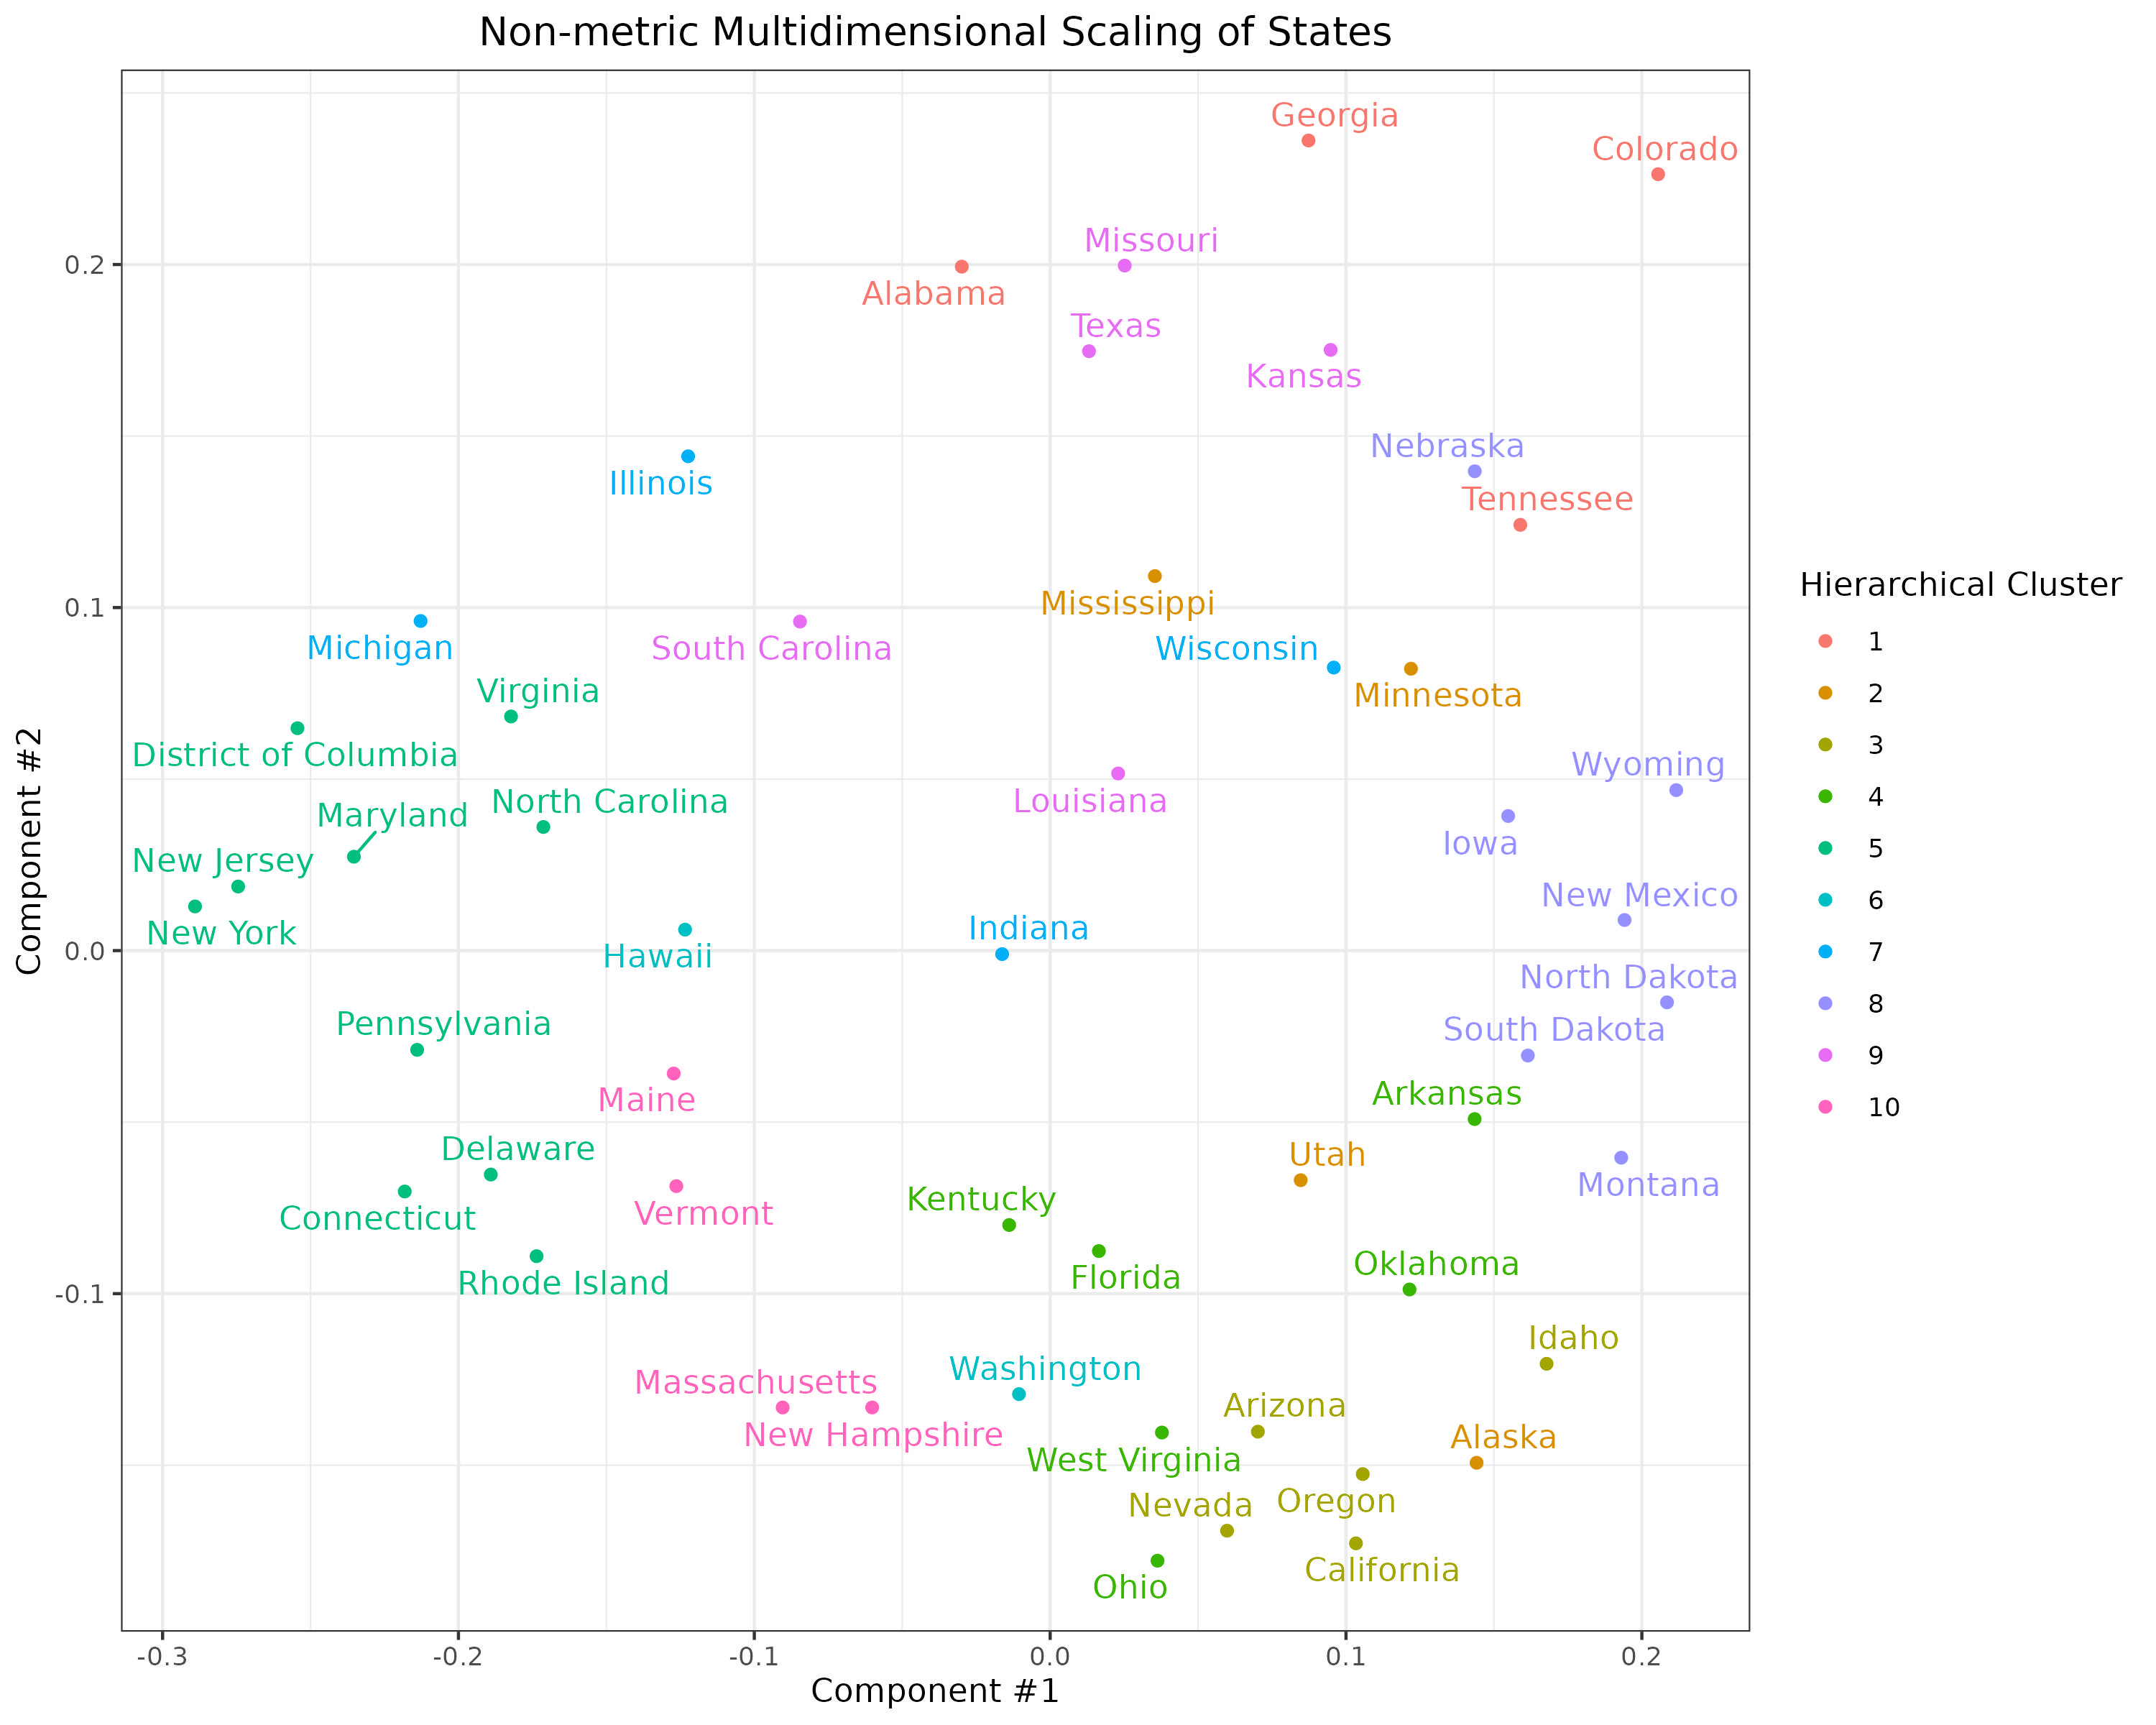 Non-metric Multidimensional Scaling of States
Georgia
Colorado
Missouri
0.2
Alabama
Texas
Kansas
Nebraska
Illinois
Tennessee
Mississippi
0.1
Michigan
South Carolina
Wisconsin
Virginia
Minnesota
District of Columbia
Wyoming
North Carolina
Louisiana
Maryland
Iowa
New Jersey
New Mexico
New York
Indiana
0.0
Hawaii
North Dakota
Pennsylvania
South Dakota
Maine
Arkansas
Delaware
Utah
Montana
Kentucky
Vermont
Connecticut
Oklahoma
Florida
Rhode Island
-0.1
Idaho
Washington
Massachusetts
Arizona
New Hampshire
Alaska
West Virginia
Oregon
Nevada
California
Ohio
-0.3 -0.2 -0.1 0.0 0.1 0.2
Component #1
Component #2
Hierarchical Cluster
1
2
3
4
5
6
7
8
9
10